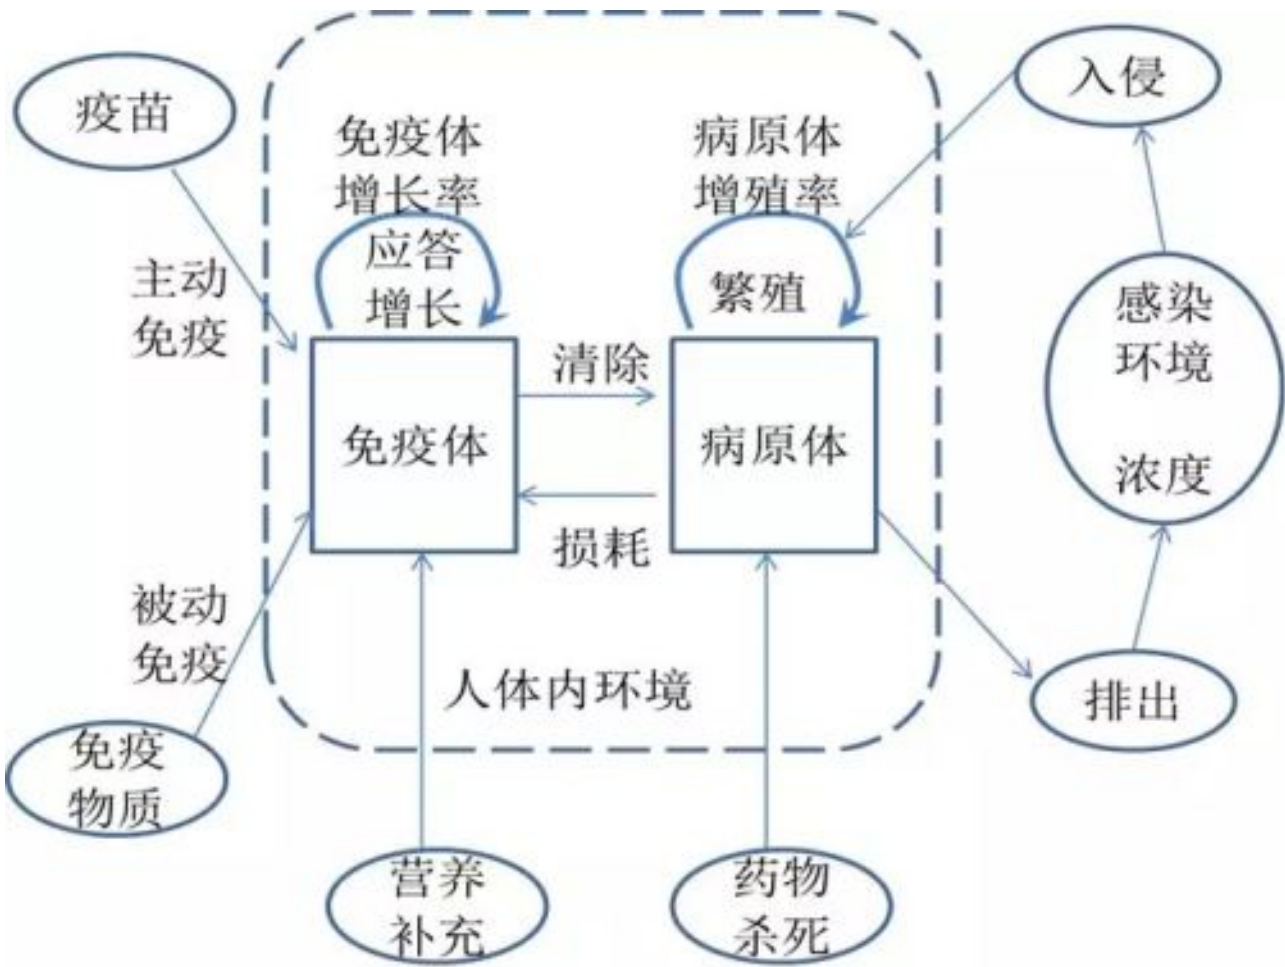 疫苗
免疫体
增长率
应答
增长
病原体
增殖率
繁殖
入侵
主动
免疫
清除
感染
环境
浓度
免疫体
病原体
损耗
被动
免疫
人体内环境
排出
免疫
物质
营养
补充
药物
杀死